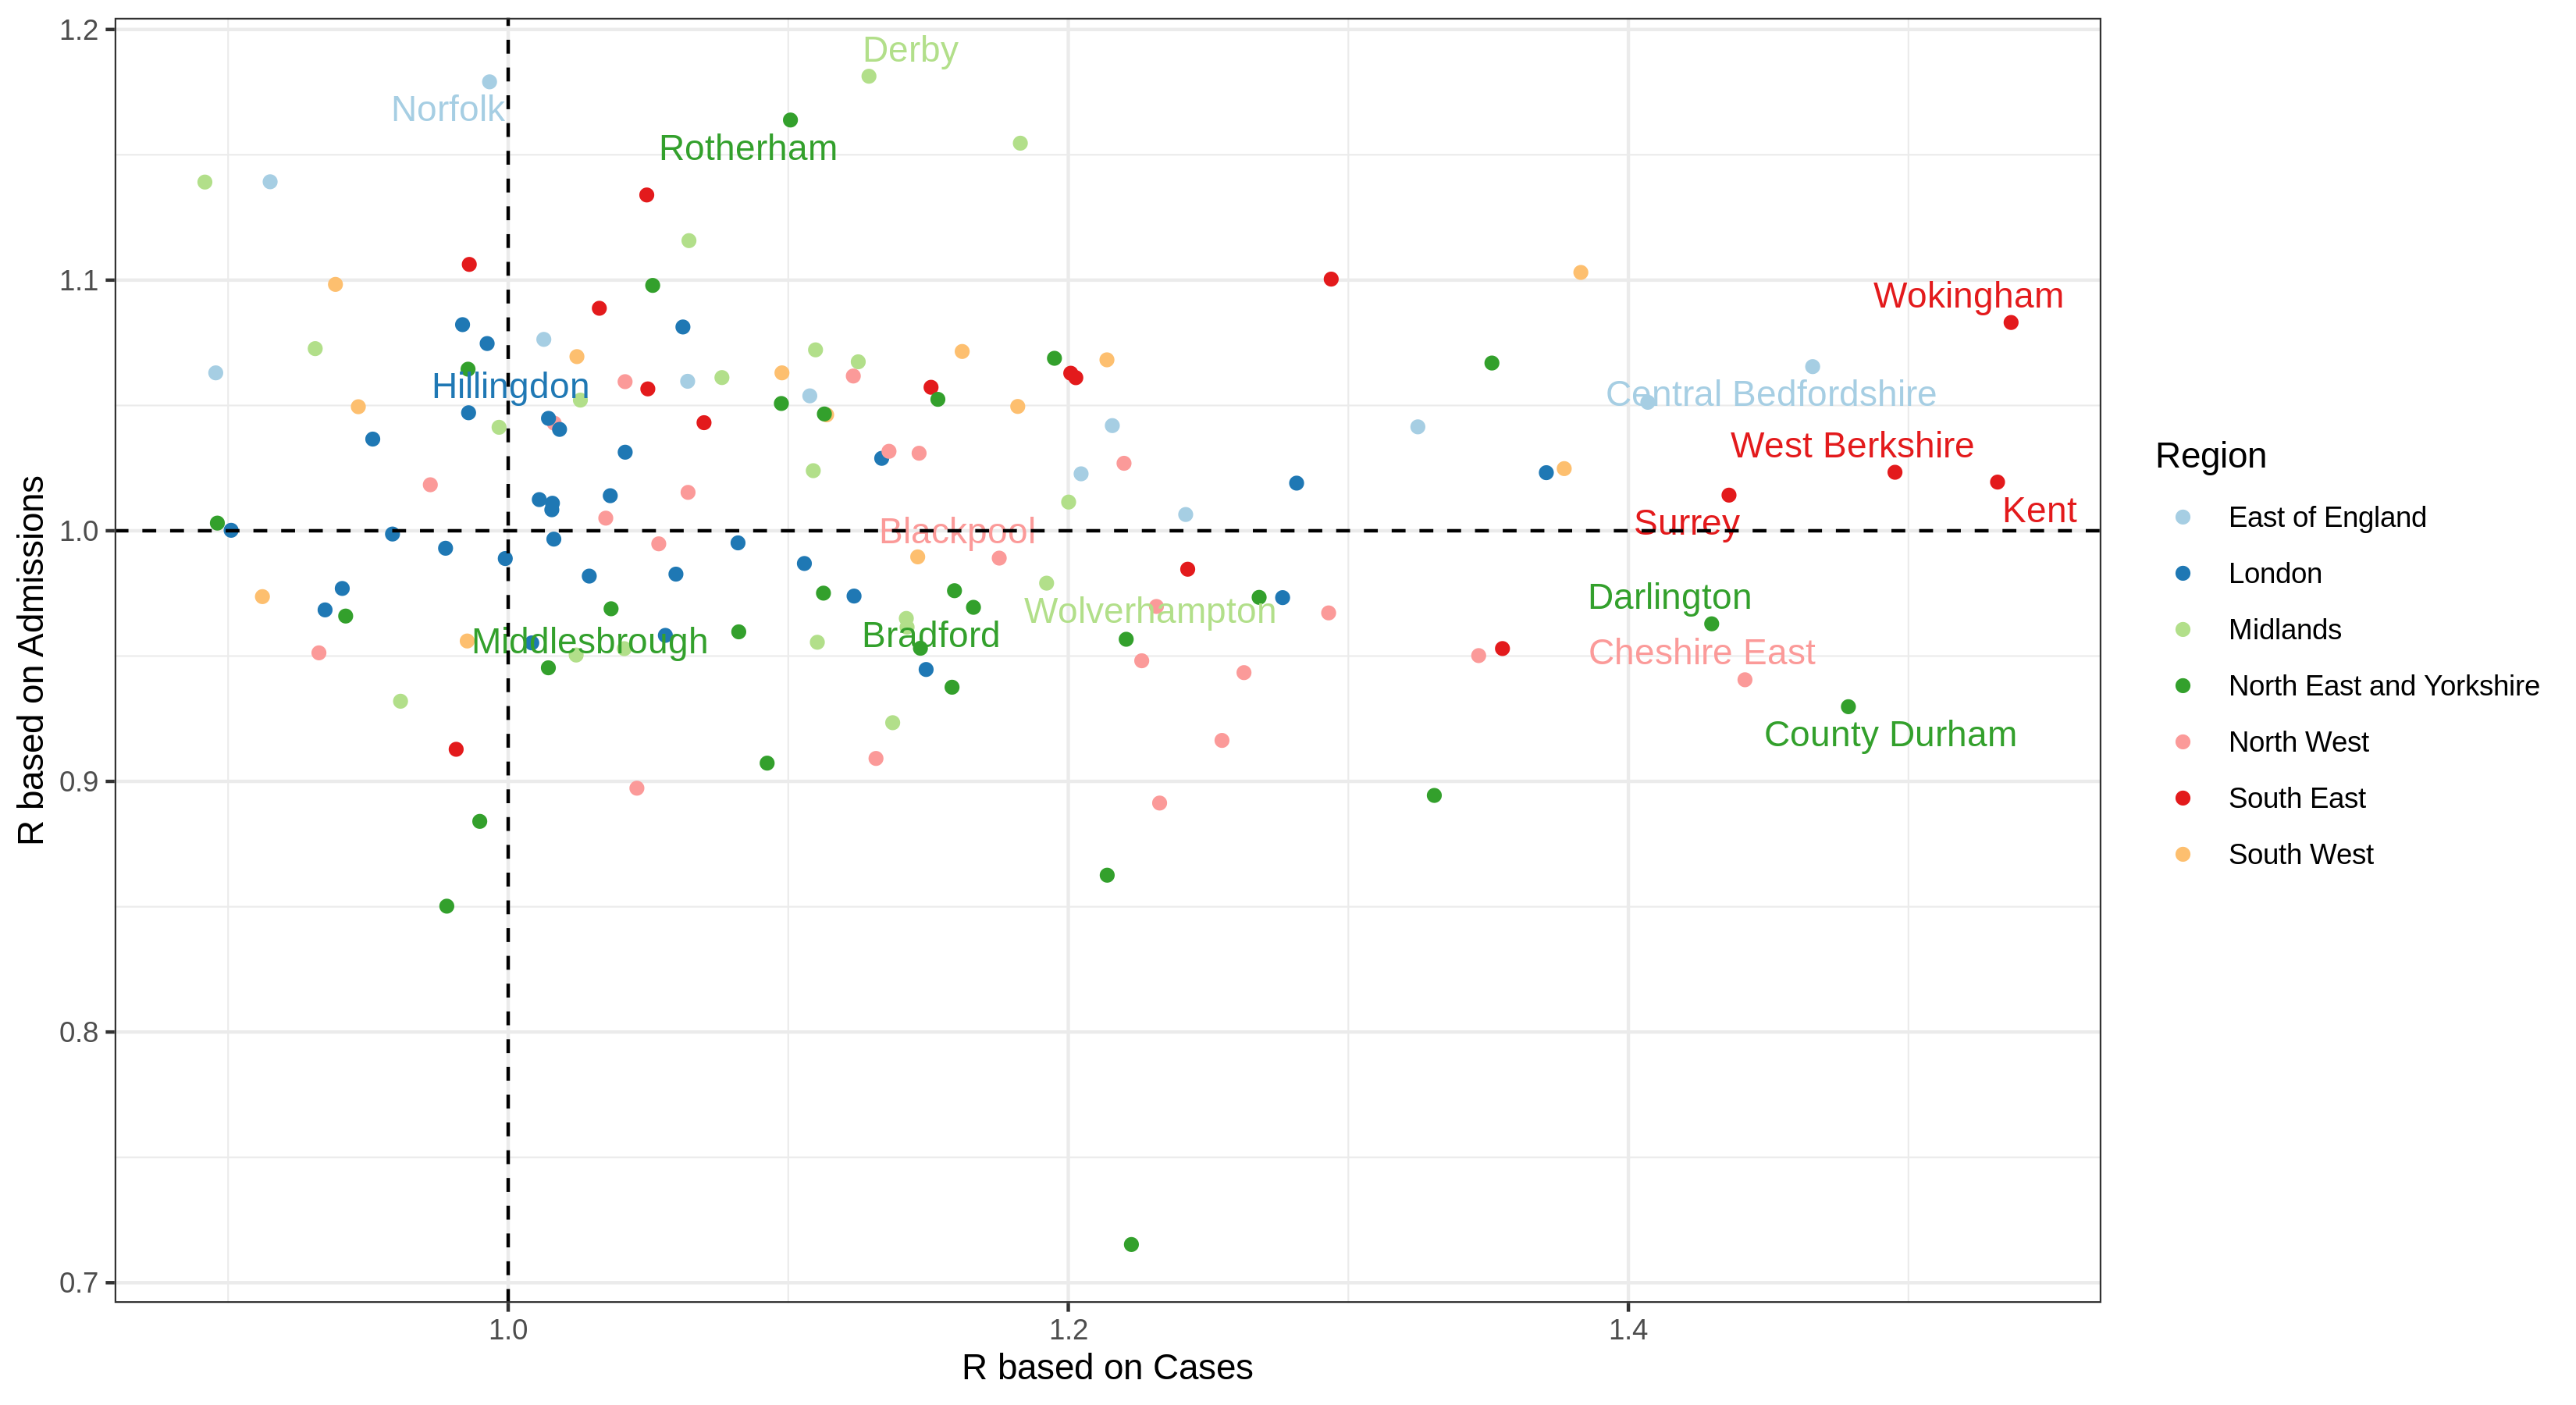 1.2
1.1
1.0
0.9
0.8
0.7
R based on Admissions
Derby
Norfolk
Rotherham
Wokingham
Hillingdon
Central Bedfordshire
West Berkshire
Kent
Surrey
Blackpool
Darlington
Wolverhampton
Bradford
Middlesbrough
Cheshire East
County Durham
1.0
1.2
1.4
R based on Cases
Region
East of England
London
Midlands
North East and Yorkshire
North West
South East
South West